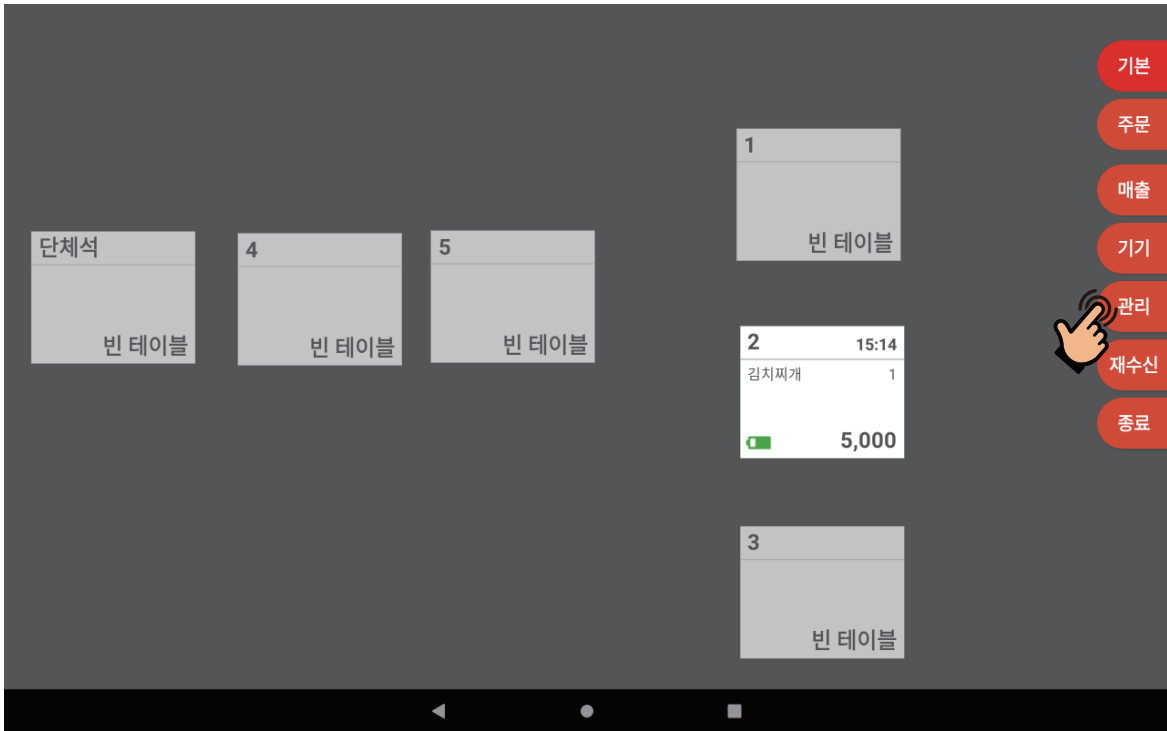 기본
주문
매출
기기
관리
재수신
종료
단체석
빈 테이블
4
빈 테이블
5
빈 테이블
1
빈 테이블
2 15:14
김치찌개 1
5,000
3
빈 테이블